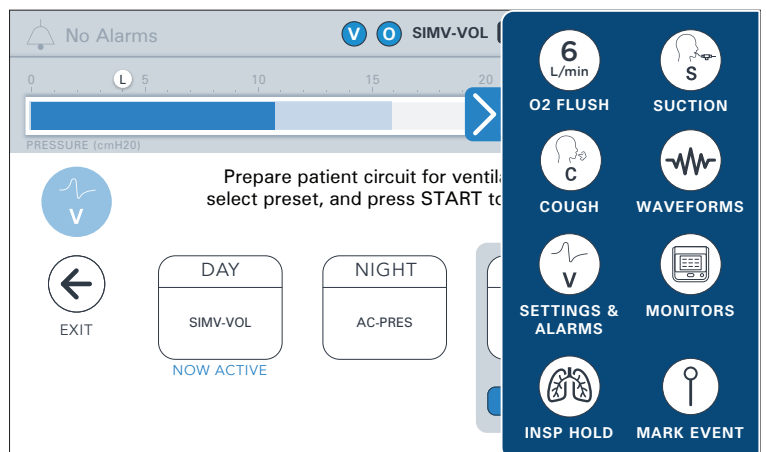 No Alarms
V O SIMV-VOL
0 L 5 10 15 20
PRESSURE (cmH20)
V
Prepare patient circuit for
select preset, and press START
EXIT
DAY
SIMV-VOL
NOW ACTIVE
NIGHT
AC-PRES
6
L/min
O2 FLUSH
S
SUCTION
C
COUGH
WAVEFORMS
V
SETTINGS &
ALARMS
MONITORS
INSP HOLD
MARK EVENT